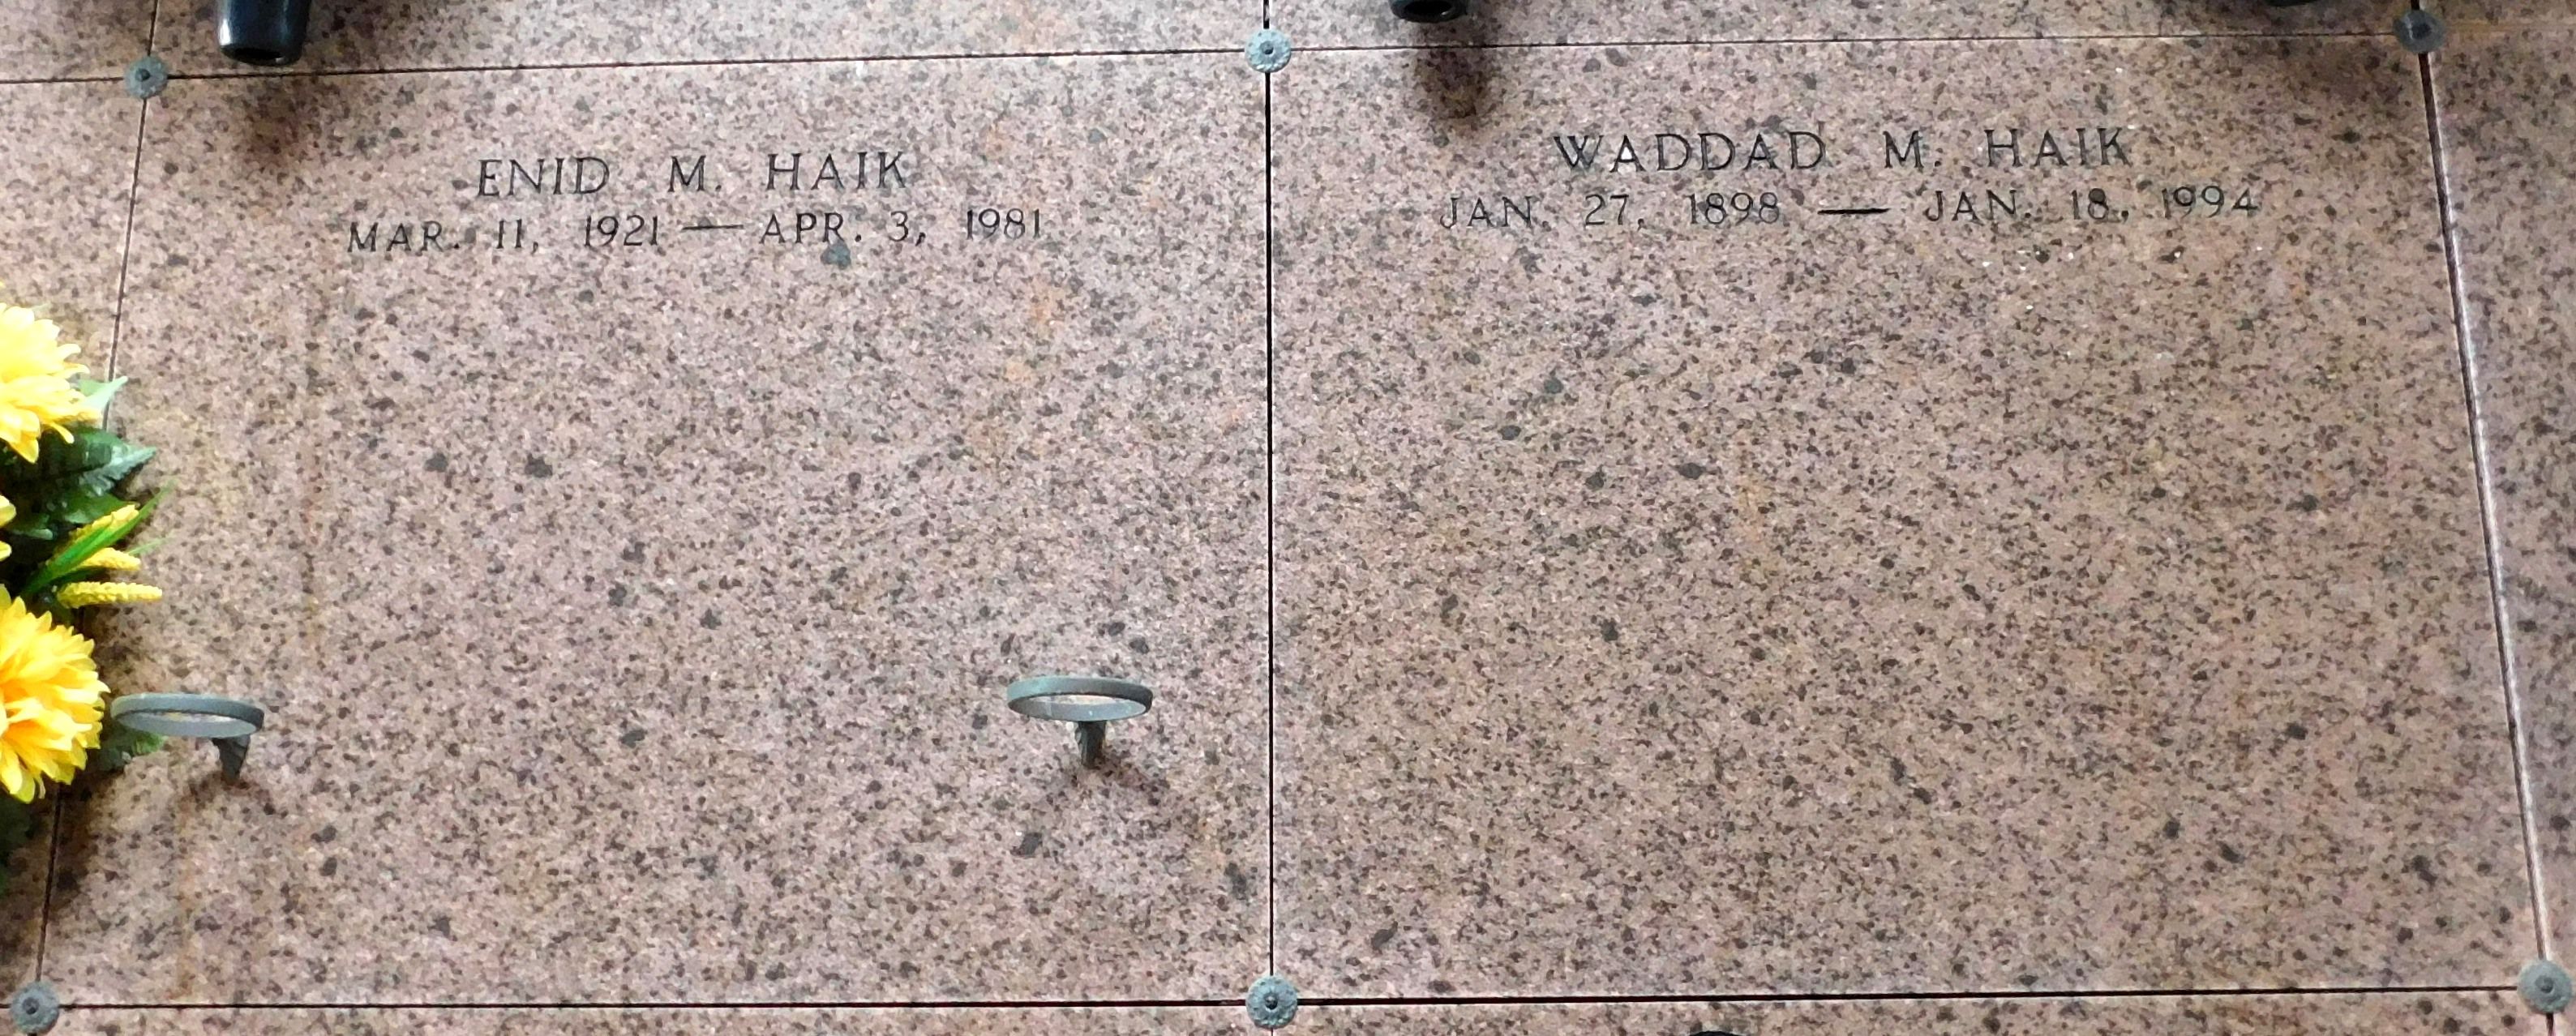 ENID M. HAIK
MAR. 11, 1921 — APR. 3, 1981
WADDAD M. HAIK
JAN. 27, 1898 — JAN. 18, 1994